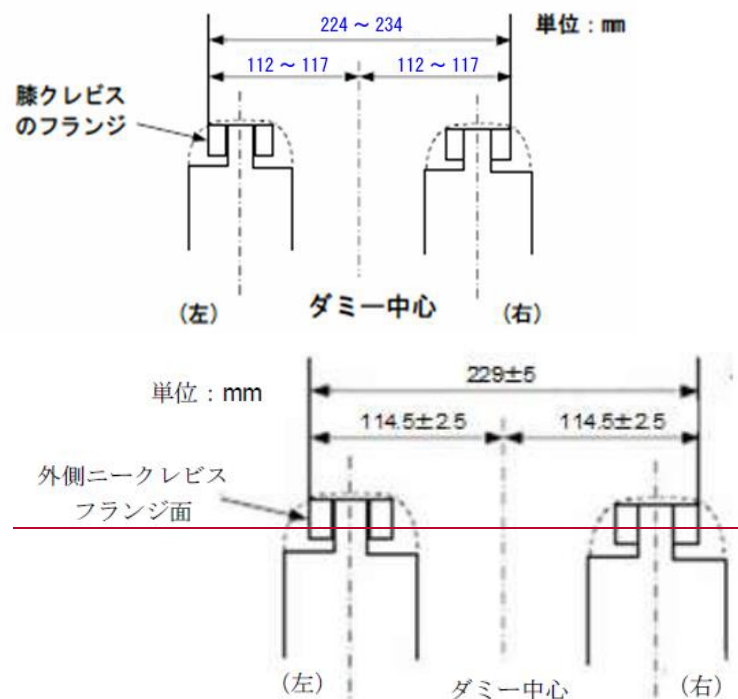 224 ~ 234
単位：mm
112 ~ 117
112 ~ 117
膝クレビス
のフランジ
(左)
ダミー中心
(右)
229±5
単位：mm
114.5±2.5
114.5±2.5
外側ニークレビス
フランジ面
(左)
ダミー中心
(右)